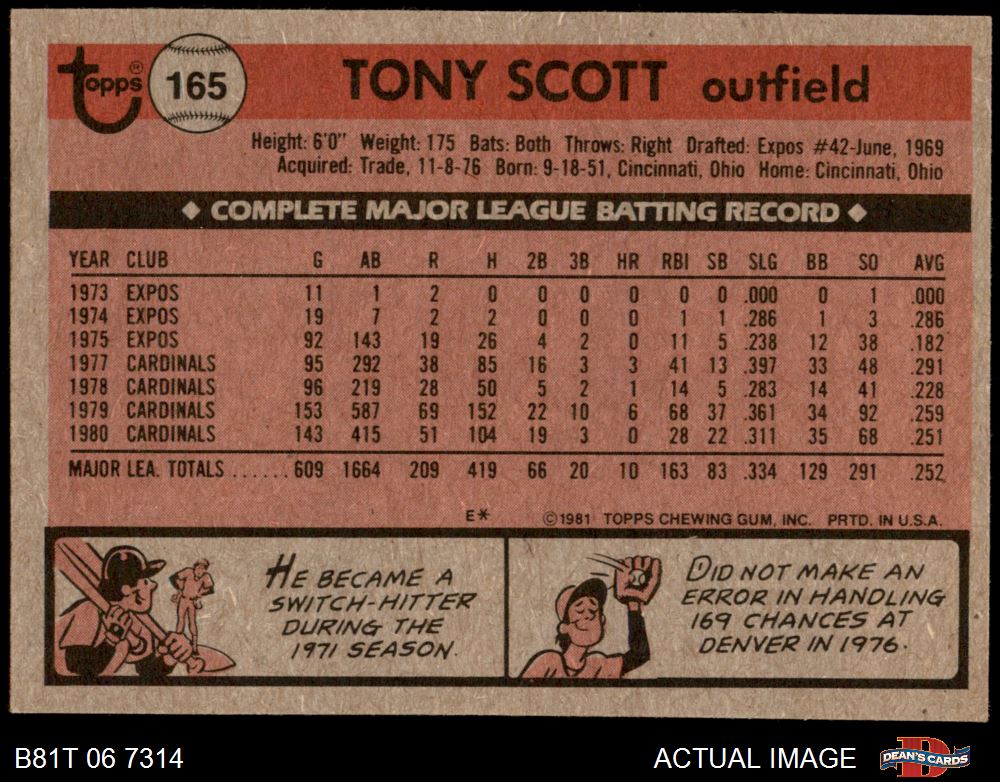 topps® 165 TONY SCOTT outfield
Height: 6'0" Weight: 175 Bats: Both Throws: Right Drafted: Expos #42-June, 1969
Acquired: Trade, 11-8-76 Born: 9-18-51, Cincinnati, Ohio Home: Cincinnati, Ohio
◆ COMPLETE MAJOR LEAGUE BATTING RECORD ◆
YEAR CLUB G AB R H 2B 3B HR RBI SB SLG BB SO AVG
1973 EXPOS 11 1 2 0 0 0 0 0 0 .000 0 1 .000
1974 EXPOS 19 7 2 2 0 0 0 1 1 .286 1 3 .286
1975 EXPOS 92 143 19 26 4 2 0 11 5 .238 12 38 .182
1977 CARDINALS 95 292 38 85 16 3 3 41 13 .397 33 48 .291
1978 CARDINALS 96 219 28 50 5 2 1 14 5 .283 14 41 .228
1979 CARDINALS 153 587 69 152 22 10 6 68 37 .361 34 92 .259
1980 CARDINALS 143 415 51 104 19 3 0 28 22 .311 35 68 .251
MAJOR LEA. TOTALS ...... 609 1664 209 419 66 20 10 163 83 .334 129 291 .252
E* ©1981 TOPPS CHEWING GUM, INC. PRTD. IN U.S.A.
HE BECAME A
SWITCH-HITTER
DURING THE
1971 SEASON.
DID NOT MAKE AN
ERROR IN HANDLING
169 CHANCES AT
DENVER IN 1976.
B81T 06 7314 ACTUAL IMAGE DEAN'S CARDS